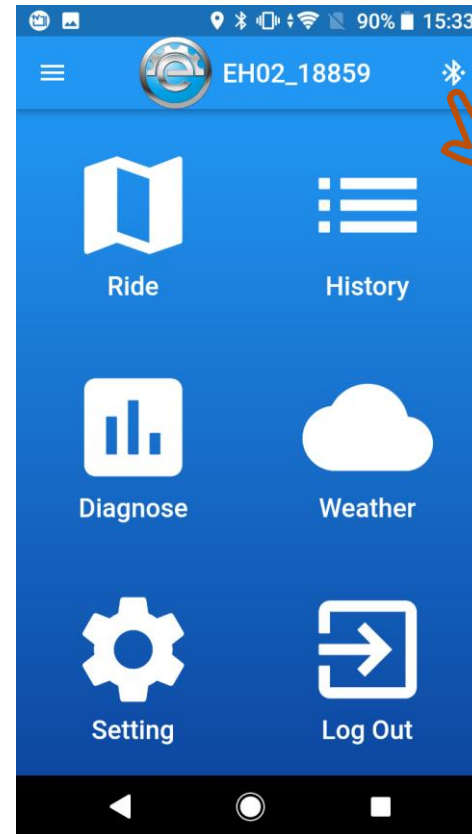 90% 15:33
e EH02_18859
Ride History
Diagnose Weather
Setting Log Out